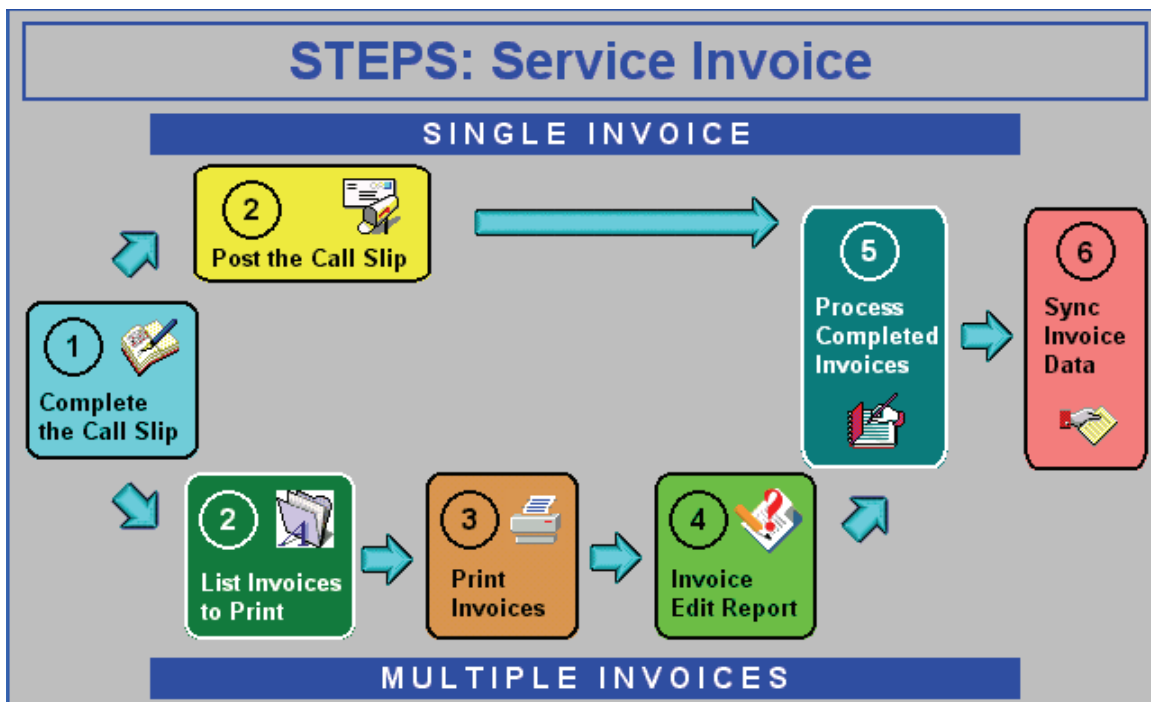 STEPS: Service Invoice
SINGLE INVOICE
2
Post the Call Slip
1
Complete
the Call Slip
2
List Invoices
to Print
3
Print
Invoices
4
Invoice
Edit Report
5
Process
Completed
Invoices
6
Sync
Invoice
Data
MULTIPLE INVOICES